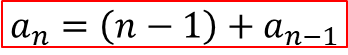 aₙ = (n − 1) + aₙ₋₁